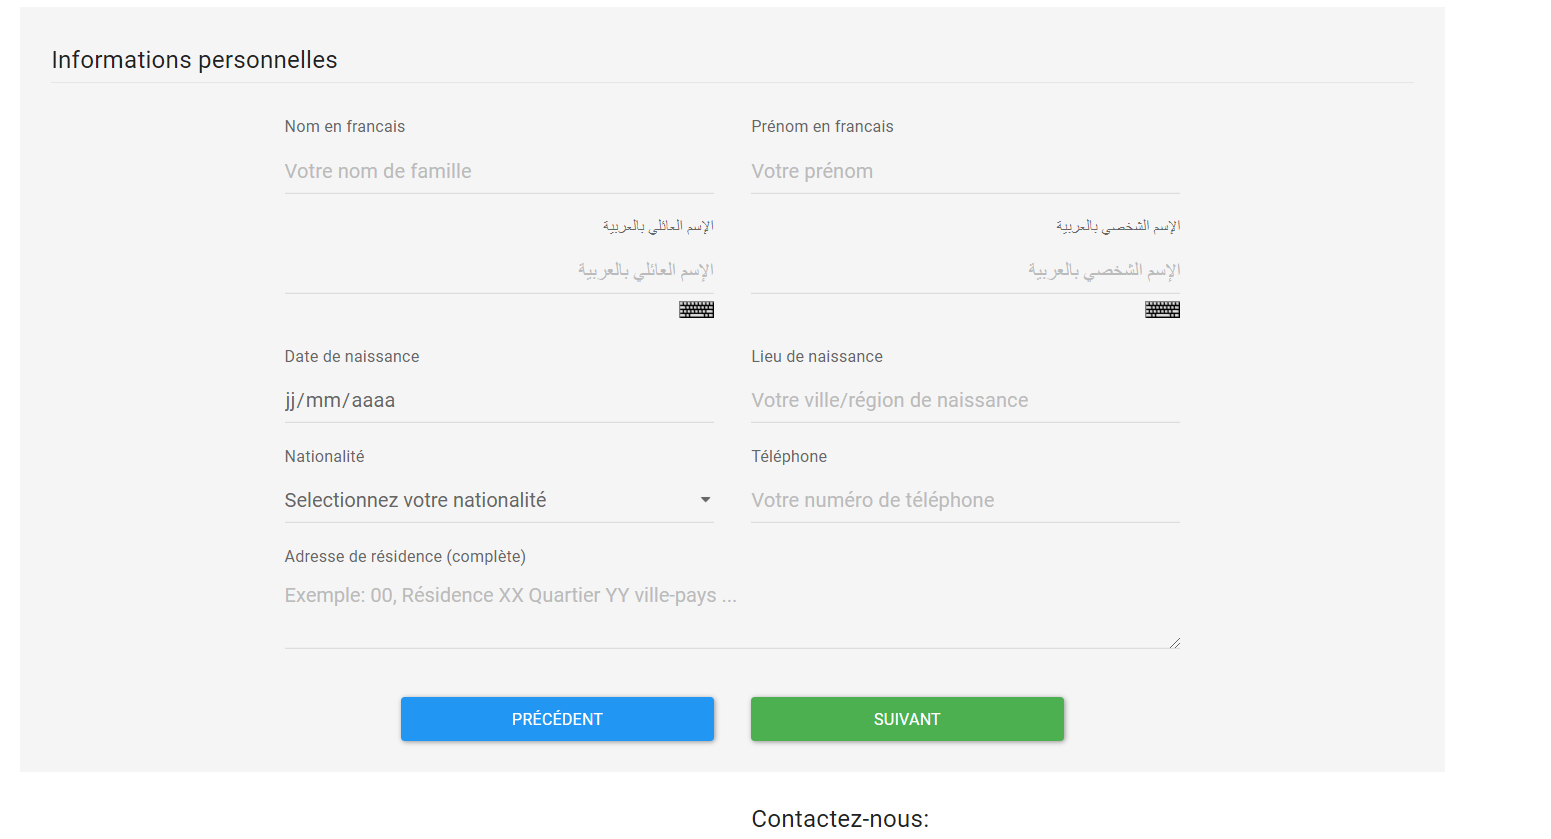 Informations personnelles
Nom en francais
Prénom en francais
Votre nom de famille
Votre prénom
الإسم العائلي بالعربية
الإسم الشخصي بالعربية
الإسم العائلي بالعربية
الإسم الشخصي بالعربية
Date de naissance
Lieu de naissance
jj/mm/aaaa
Votre ville/région de naissance
Nationalité
Téléphone
Selectionnez votre nationalité
Votre numéro de téléphone
Adresse de résidence (complète)
Exemple: 00, Résidence XX Quartier YY ville-pays ...
PRÉCÉDENT
SUIVANT
Contactez-nous: